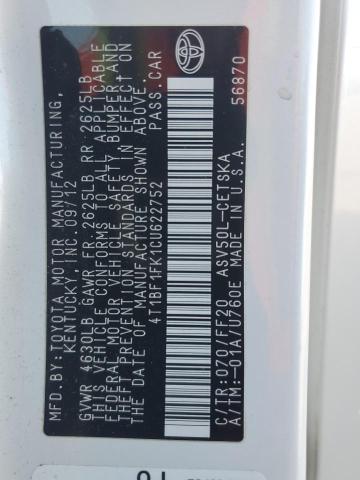 MFD.BY:TOYOTA MOTOR MANUFACTURING,
KENTUCKY, INC. 09/12
GVWR 4630LB GAWR FR.2625LB RR.2625LB
THIS VEHICLE CONFORMS TO ALL APPLICABLE
FEDERAL MOTOR VEHICLE SAFETY, BUMPER, AND
THEFT-PREVENTION STANDARDS IN EFFECT ON
THE DATE OF MANUFACTURE SHOWN ABOVE.
4T1BF1FK1CU622752 PASS.CAR
C/TR:070/FF20 ASV50L-CETSKA
A/TM:-01A/U760E MADE IN U.S.A.
56870